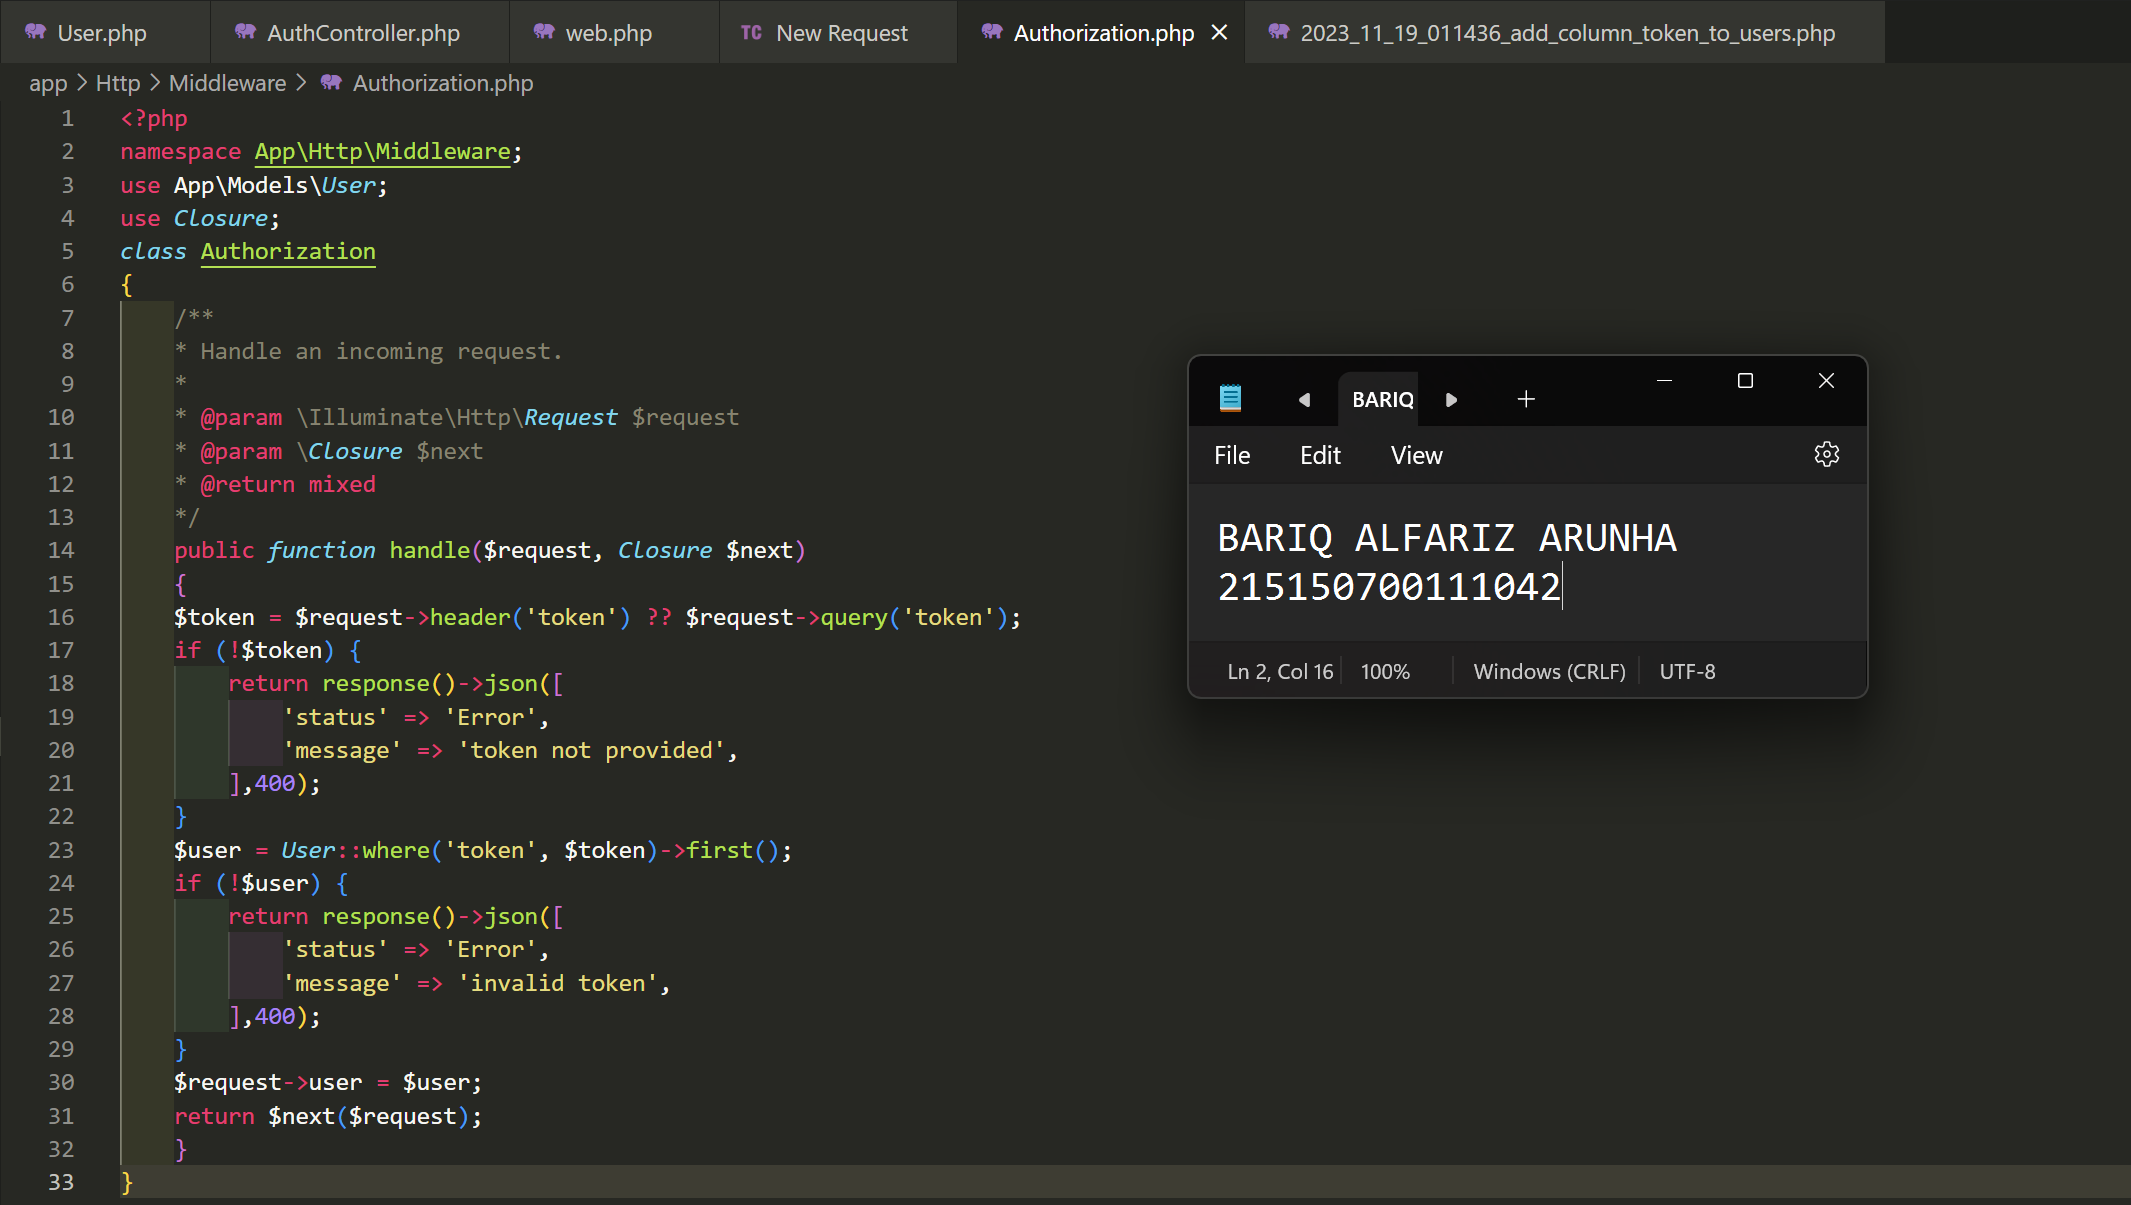 User.php
AuthController.php
web.php
TC New Request
Authorization.php
2023_11_19_011436_add_column_token_to_users.php
app > Http > Middleware > Authorization.php
1 <?php
2 namespace App\Http\Middleware;
3 use App\Models\User;
4 use Closure;
5 class Authorization
6 {
7 /**
8 * Handle an incoming request.
9 *
10 * @param \Illuminate\Http\Request $request
11 * @param \Closure $next
12 * @return mixed
13 */
14 public function handle($request, Closure $next)
15 {
16 $token = $request->header('token') ?? $request->query('token');
17 if (!$token) {
18 return response()->json([
19 'status' => 'Error',
20 'message' => 'token not provided',
21 ],400);
22 }
23 $user = User::where('token', $token)->first();
24 if (!$user) {
25 return response()->json([
26 'status' => 'Error',
27 'message' => 'invalid token',
28 ],400);
29 }
30 $request->user = $user;
31 return $next($request);
32 }
33 }
BARIQ
File Edit View
BARIQ ALFARIZ ARUNHA
215150700111042
Ln 2, Col 16 100% Windows (CRLF) UTF-8